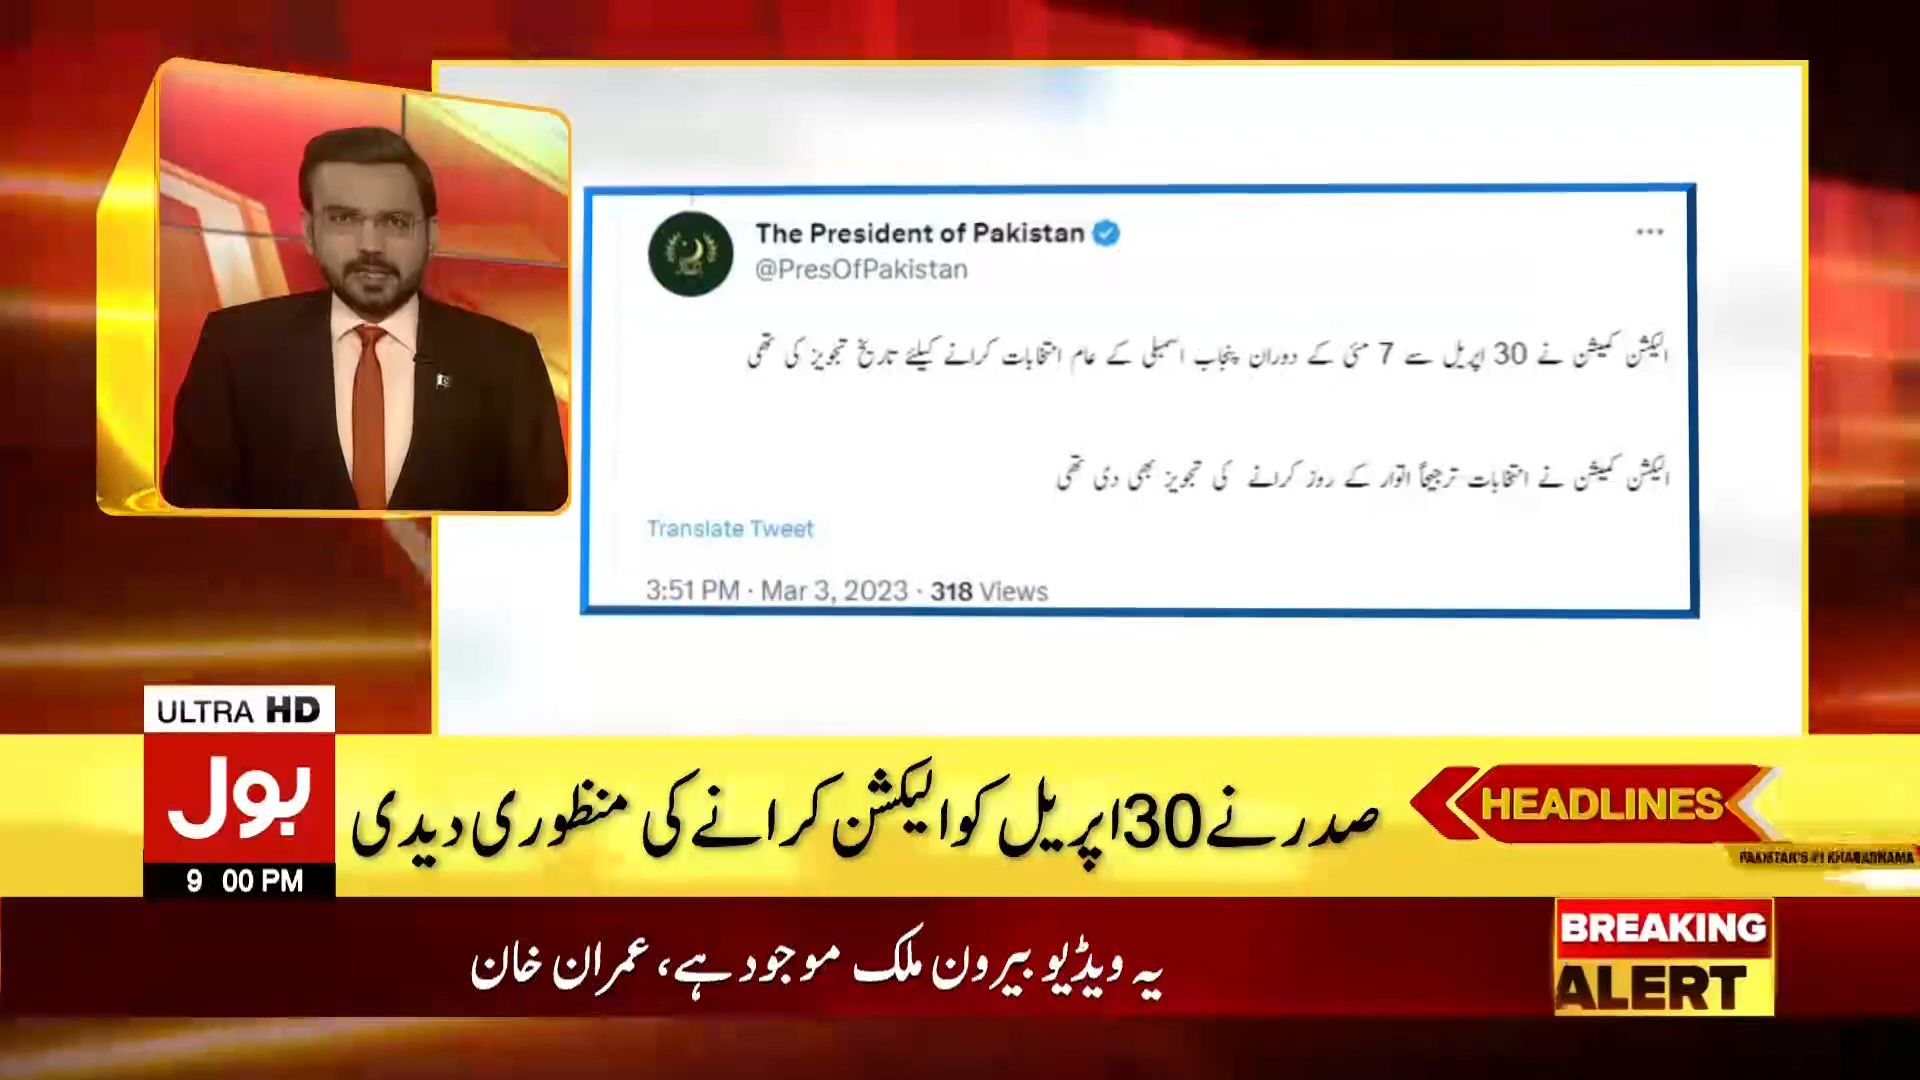 The President of Pakistan
@PresOfPakistan
الیکشن کمیشن نے 30 اپریل سے 7 مئی کے دوران پنجاب اسمبلی کے عام انتخابات کرانے کیلئے تاریخ تجویز کی تھی
الیکشن کمیشن نے انتخابات ترجیحاً اتوار کے روز کرانے کی تجویز بھی دی تھی
Translate Tweet
3:51 PM · Mar 3, 2023 · 318 Views
ULTRA HD
بول
9 00 PM
صدر نے 30 اپریل کو الیکشن کرانے کی منظوری دیدی
HEADLINES
PAKISTAN'S #1 KHABARNAMA
یہ ویڈیو بیرون ملک موجود ہے، عمران خان
BREAKING
ALERT